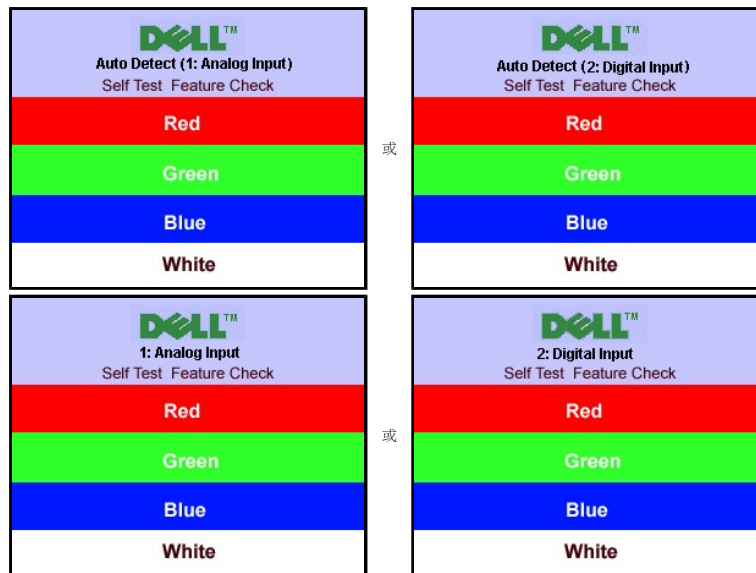 DELL™
Auto Detect (1: Analog Input)
Self Test Feature Check
Red
Green
Blue
White
或
DELL™
Auto Detect (2: Digital Input)
Self Test Feature Check
Red
Green
Blue
White
DELL™
1: Analog Input
Self Test Feature Check
Red
Green
Blue
White
或
DELL™
2: Digital Input
Self Test Feature Check
Red
Green
Blue
White